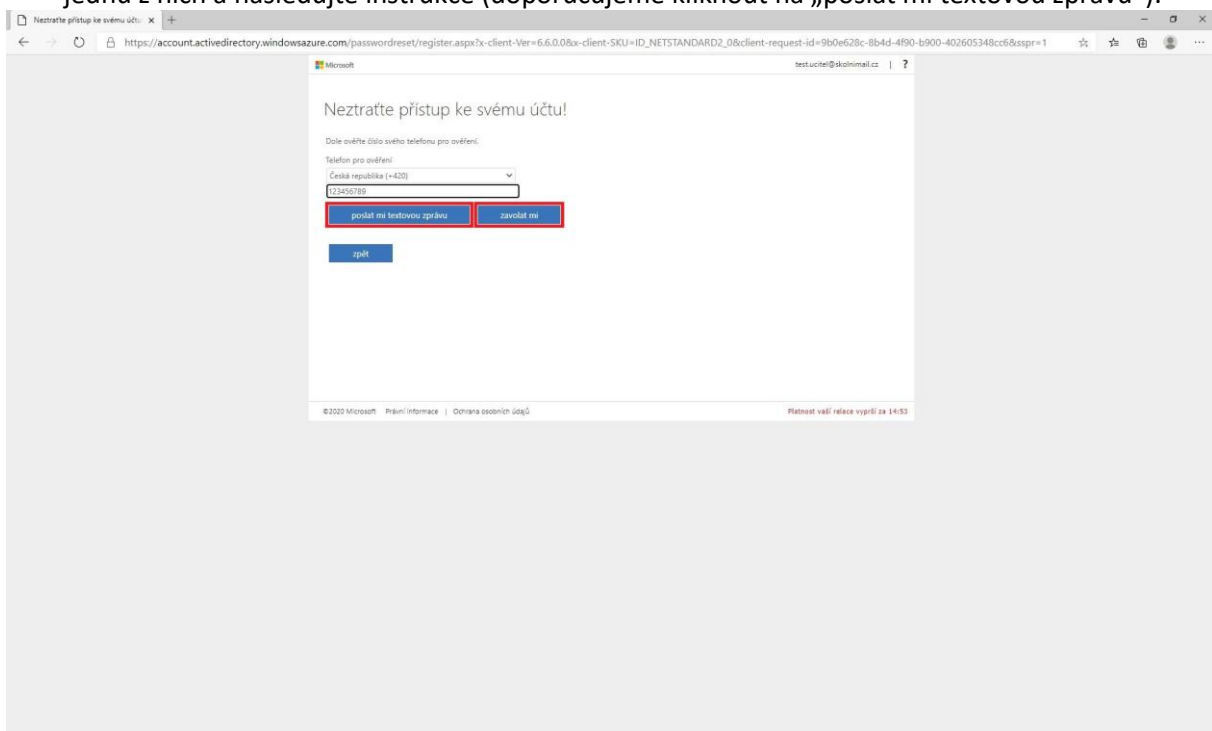 jednu z nich a následujte instrukce (doporučujeme kliknout na „poslat mi textovou zprávu“).
Neztraťte přístup ke svému účtu
https://account.activedirectory.windowsazure.com/passwordreset/register.aspx?x-client-Ver=6.6.0.0&x-client-SKU=ID_NETSTANDARD2_0&client-request-id=9b0e628c-8b4d-4f90-b900-402605348cc6&sspr=1
Microsoft test.ucitel@skolnimail.cz | ?
Neztraťte přístup ke svému účtu!
Dole ověřte číslo svého telefonu pro ověření.
Telefon pro ověření
Česká republika (+420)
123456789
poslat mi textovou zprávu zavolat mi
zpět
©2020 Microsoft Právní informace | Ochrana osobních údajů Platnost vaší relace vyprší za 14:53